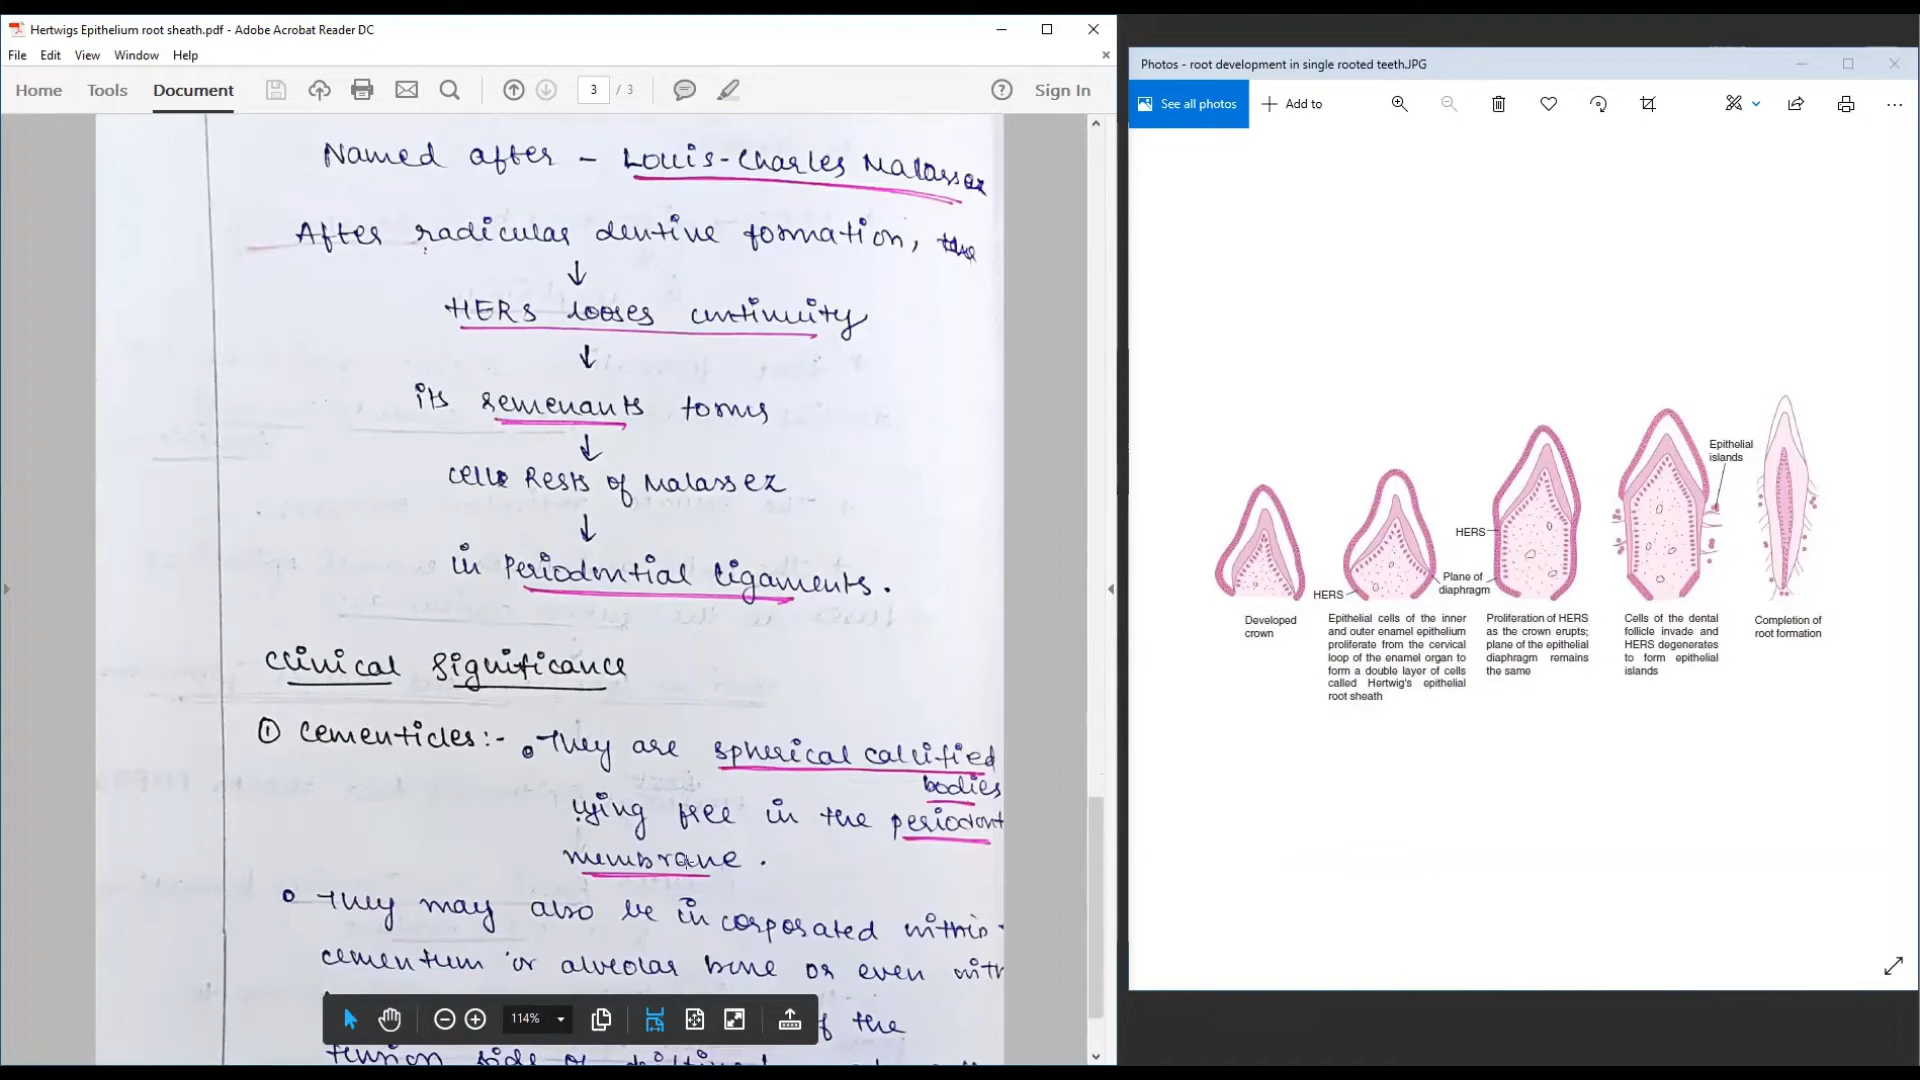 Hertwigs Epithelium root sheath.pdf - Adobe Acrobat Reader DC
File Edit View Window Help
Home Tools Document 3 / 3 Sign In
Named after - Louis-Charles Malassez
After radicular dentine formation, the
↓
HERs looses continuity
↓
its remenants forms
↓
cells Rests of Malassez
↓
in Periodontial ligaments.
Clinical Significance
① Cementicles:- • They are spherical calcified
bodies
lying free in the periodont
membrane.
• They may also be incorporated within
cementum or alveolar bone or even with
f the
tension side of
114%
Photos - root development in single rooted teeth.JPG
See all photos + Add to
Epithelial
islands
HERS
Plane of
diaphragm
HERS
Developed
crown
Epithelial cells of the inner
and outer enamel epithelium
proliferate from the cervical
loop of the enamel organ to
form a double layer of cells
called Hertwig's epithelial
root sheath
Proliferation of HERS
as the crown erupts;
plane of the epithelial
diaphragm remains
the same
Cells of the dental
follicle invade and
HERS degenerates
to form epithelial
islands
Completion of
root formation